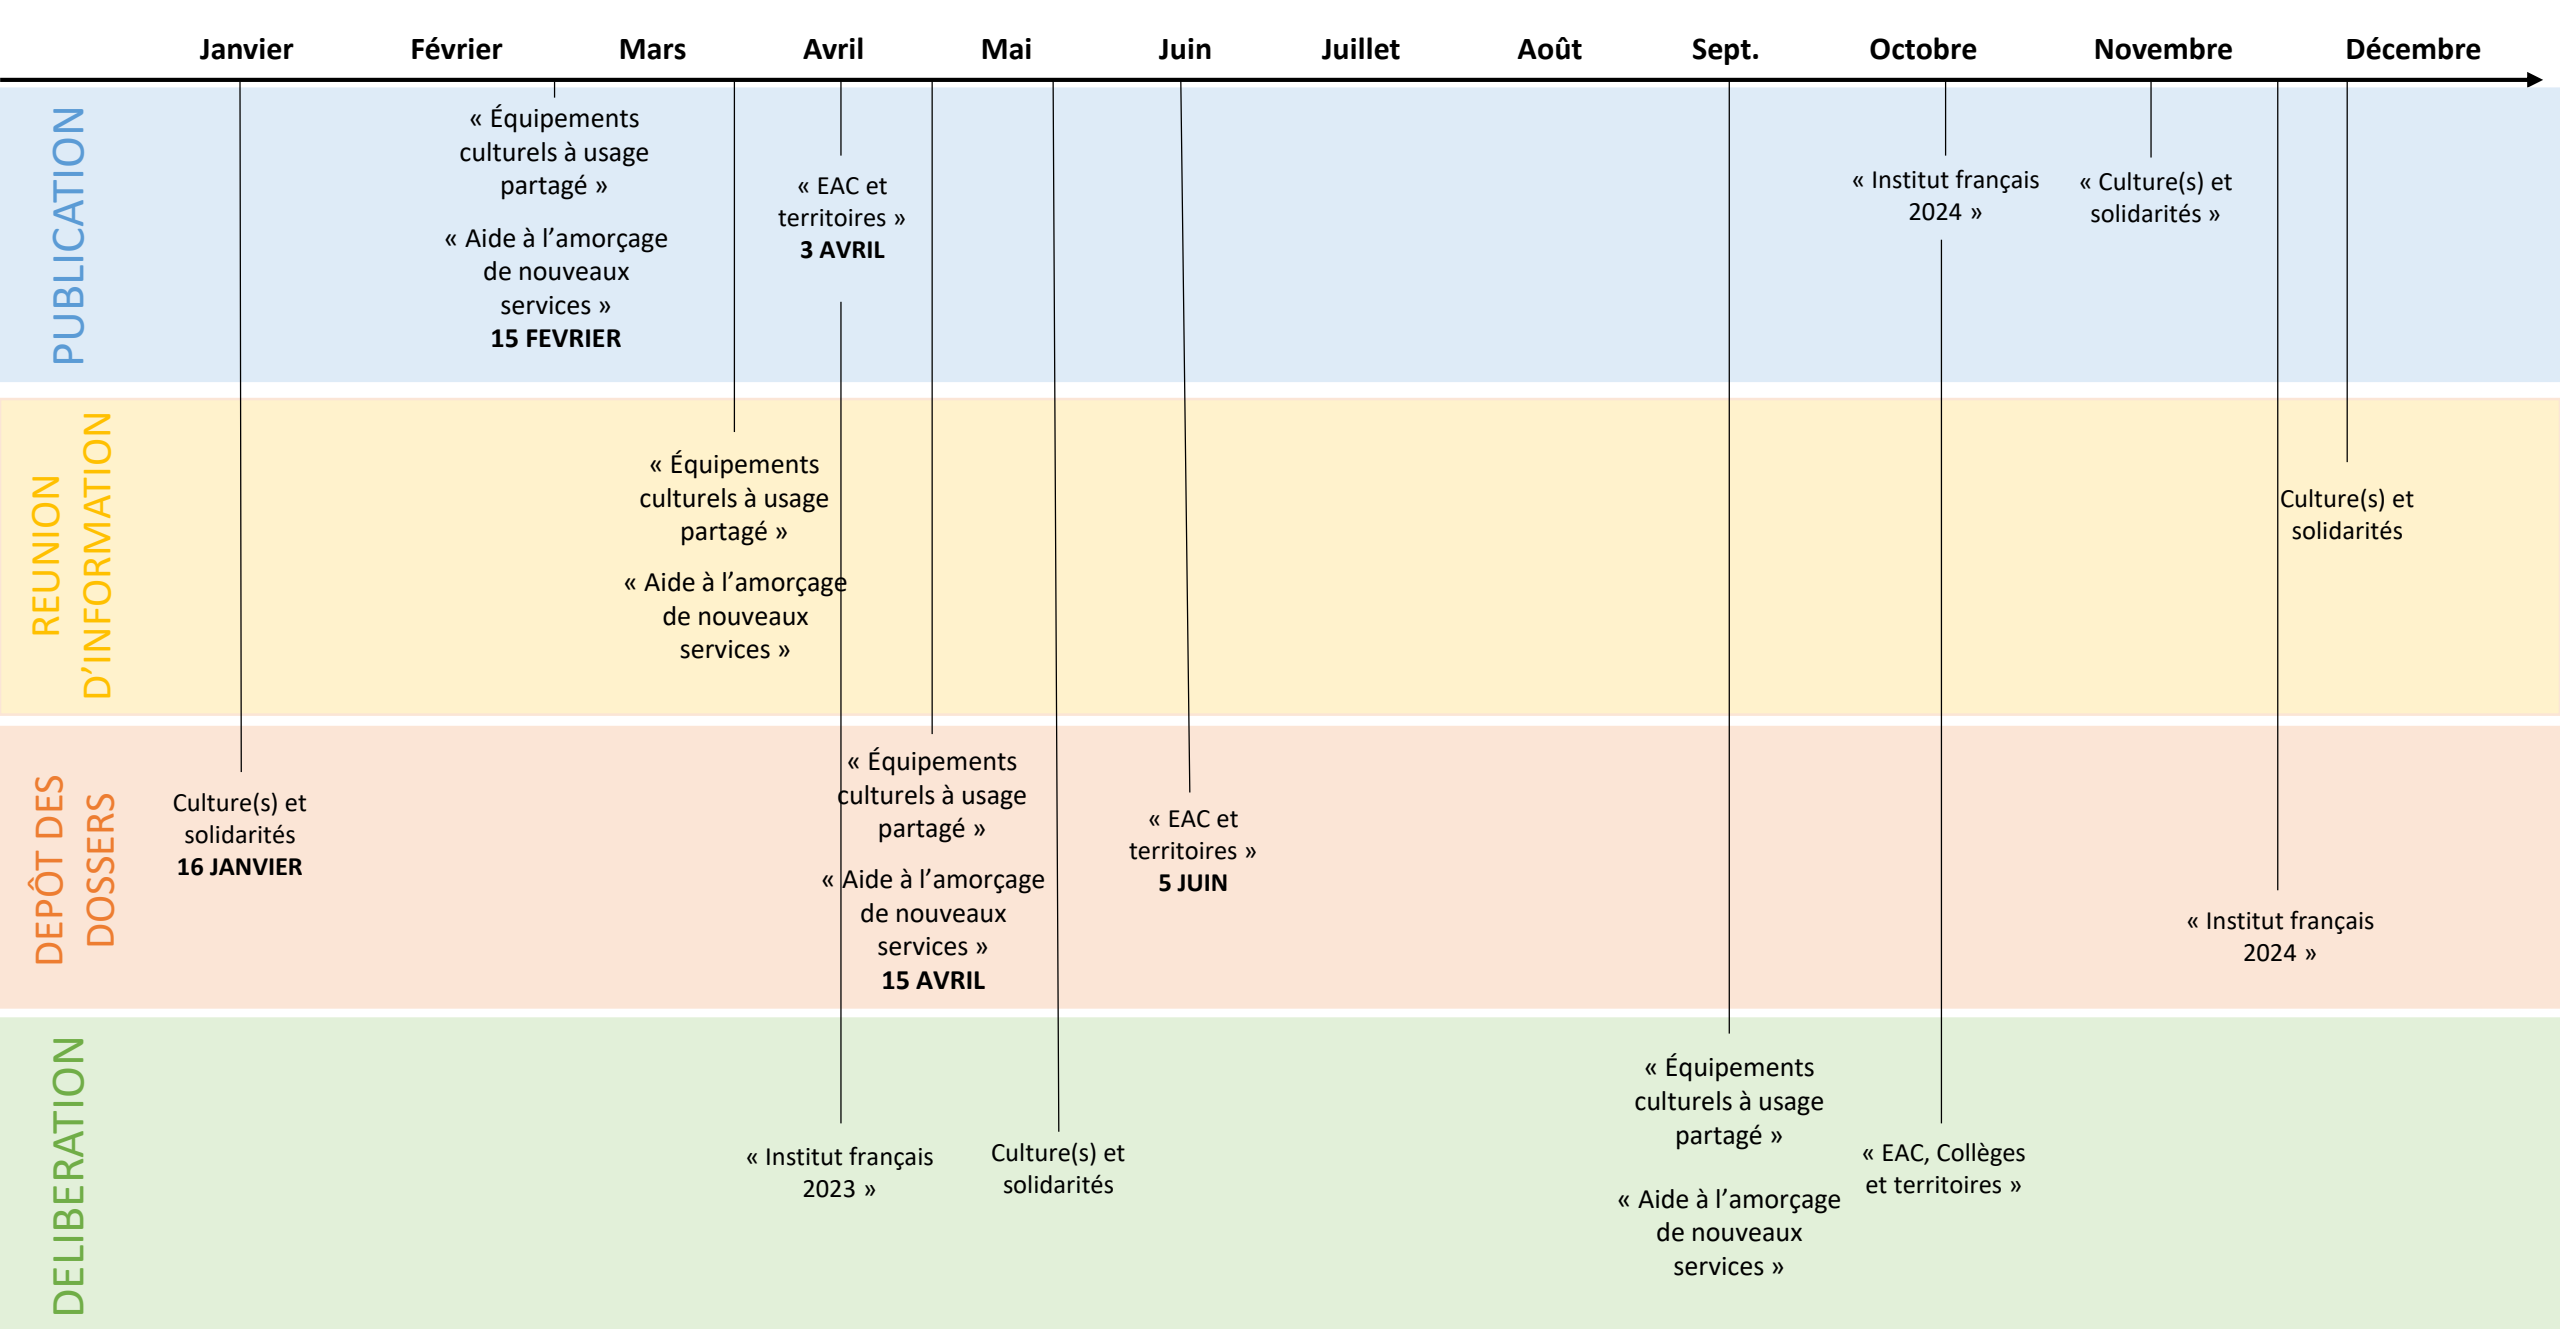 Janvier Février Mars Avril Mai Juin Juillet Août Sept. Octobre Novembre Décembre
PUBLICATION
« Équipements
culturels à usage
partagé »
« Aide à l’amorçage
de nouveaux
services »
15 FEVRIER
« EAC et
territoires »
3 AVRIL
« Institut français
2024 »
« Culture(s) et
solidarités »
REUNION
D’INFORMATION
« Équipements
culturels à usage
partagé »
« Aide à l’amorçage
de nouveaux
services »
Culture(s) et
solidarités
DEPÔT DES
DOSSERS
Culture(s) et
solidarités
16 JANVIER
« Équipements
culturels à usage
partagé »
« Aide à l’amorçage
de nouveaux
services »
15 AVRIL
« EAC et
territoires »
5 JUIN
« Institut français
2024 »
DELIBERATION
« Institut français
2023 »
Culture(s) et
solidarités
« Équipements
culturels à usage
partagé »
« Aide à l’amorçage
de nouveaux
services »
« EAC, Collèges
et territoires »